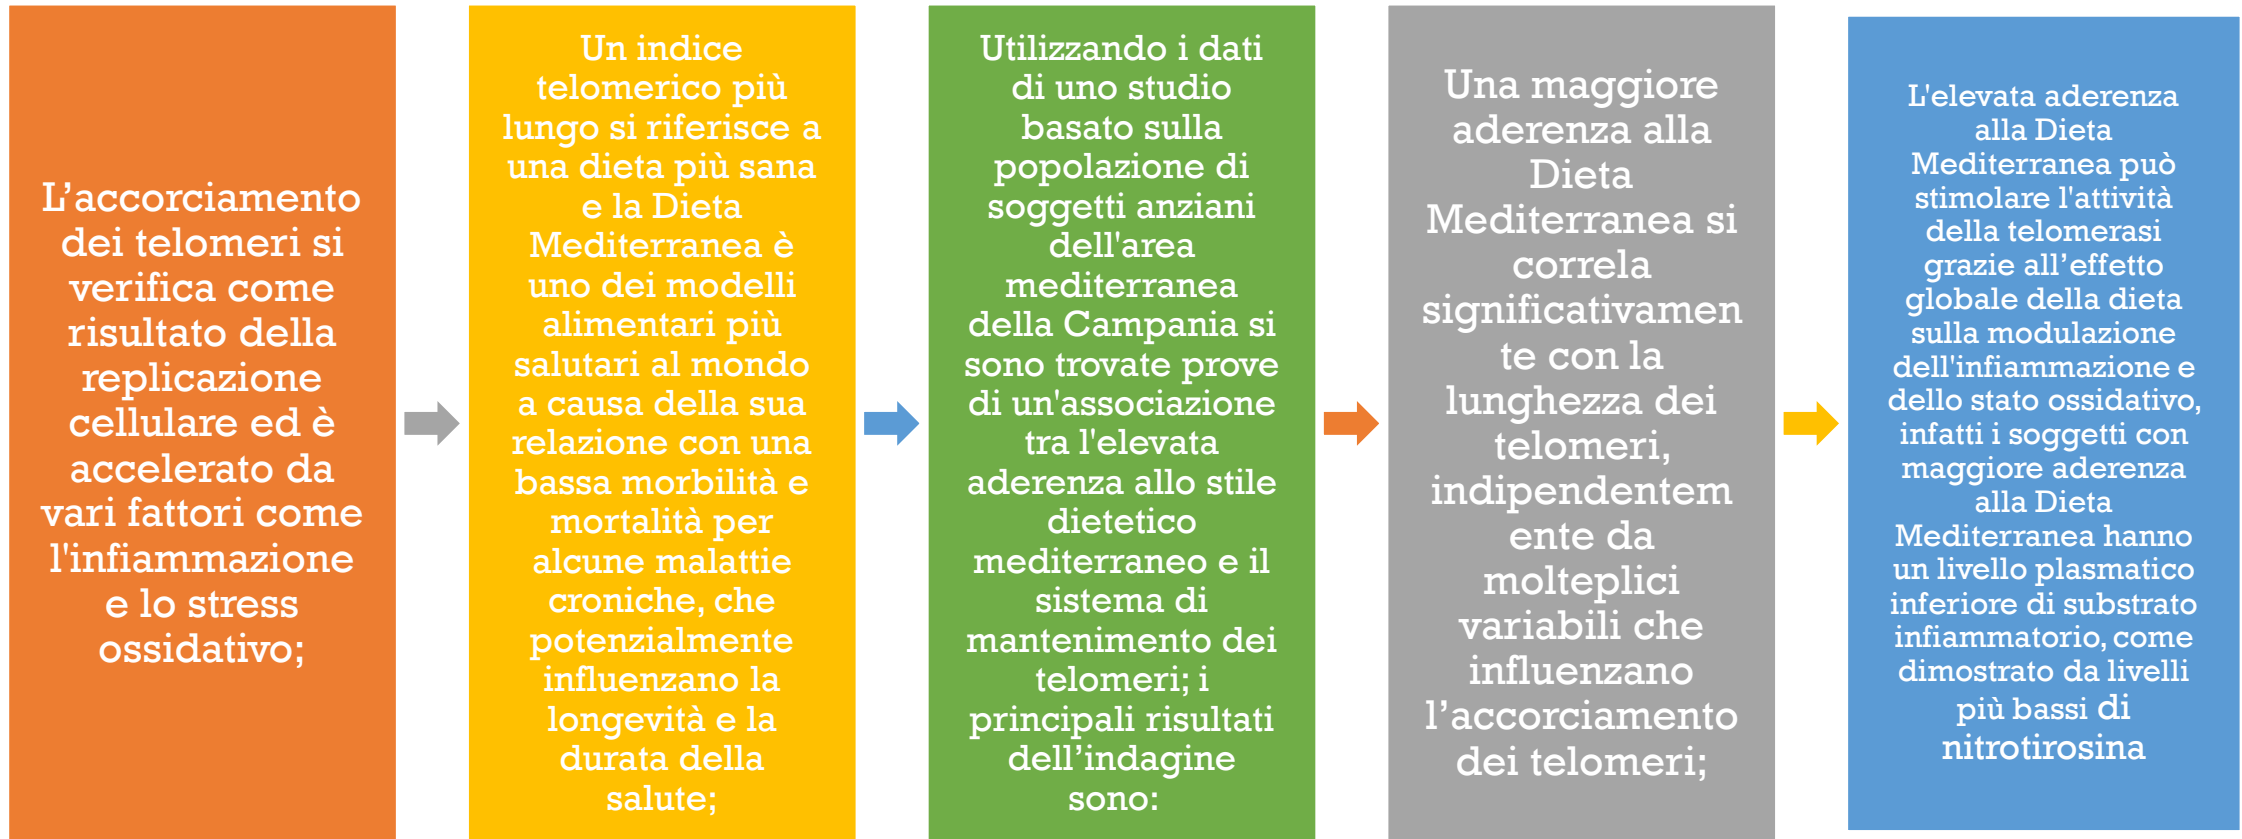 L’accorciamento
dei telomeri si
verifica come
risultato della
replicazione
cellulare ed è
accelerato da
vari fattori come
l'infiammazione
e lo stress
ossidativo;
Un indice
telomerico più
lungo si riferisce a
una dieta più sana
e la Dieta
Mediterranea è
uno dei modelli
alimentari più
salutari al mondo
a causa della sua
relazione con una
bassa morbilità e
mortalità per
alcune malattie
croniche, che
potenzialmente
influenzano la
longevità e la
durata della
salute;
Utilizzando i dati
di uno studio
basato sulla
popolazione di
soggetti anziani
dell'area
mediterranea
della Campania si
sono trovate prove
di un'associazione
tra l'elevata
aderenza allo stile
dietetico
mediterraneo e il
sistema di
mantenimento dei
telomeri; i
principali risultati
dell’indagine
sono:
Una maggiore
aderenza alla
Dieta
Mediterranea si
correla
significativamen
te con la
lunghezza dei
telomeri,
indipendentem
ente da
molteplici
variabili che
influenzano
l’accorciamento
dei telomeri;
L'elevata aderenza
alla Dieta
Mediterranea può
stimolare l'attività
della telomerasi
grazie all’effetto
globale della dieta
sulla modulazione
dell'infiammazione e
dello stato ossidativo,
infatti i soggetti con
maggiore aderenza
alla Dieta
Mediterranea hanno
un livello plasmatico
inferiore di substrato
infiammatorio, come
dimostrato da livelli
più bassi di
nitrotirosina